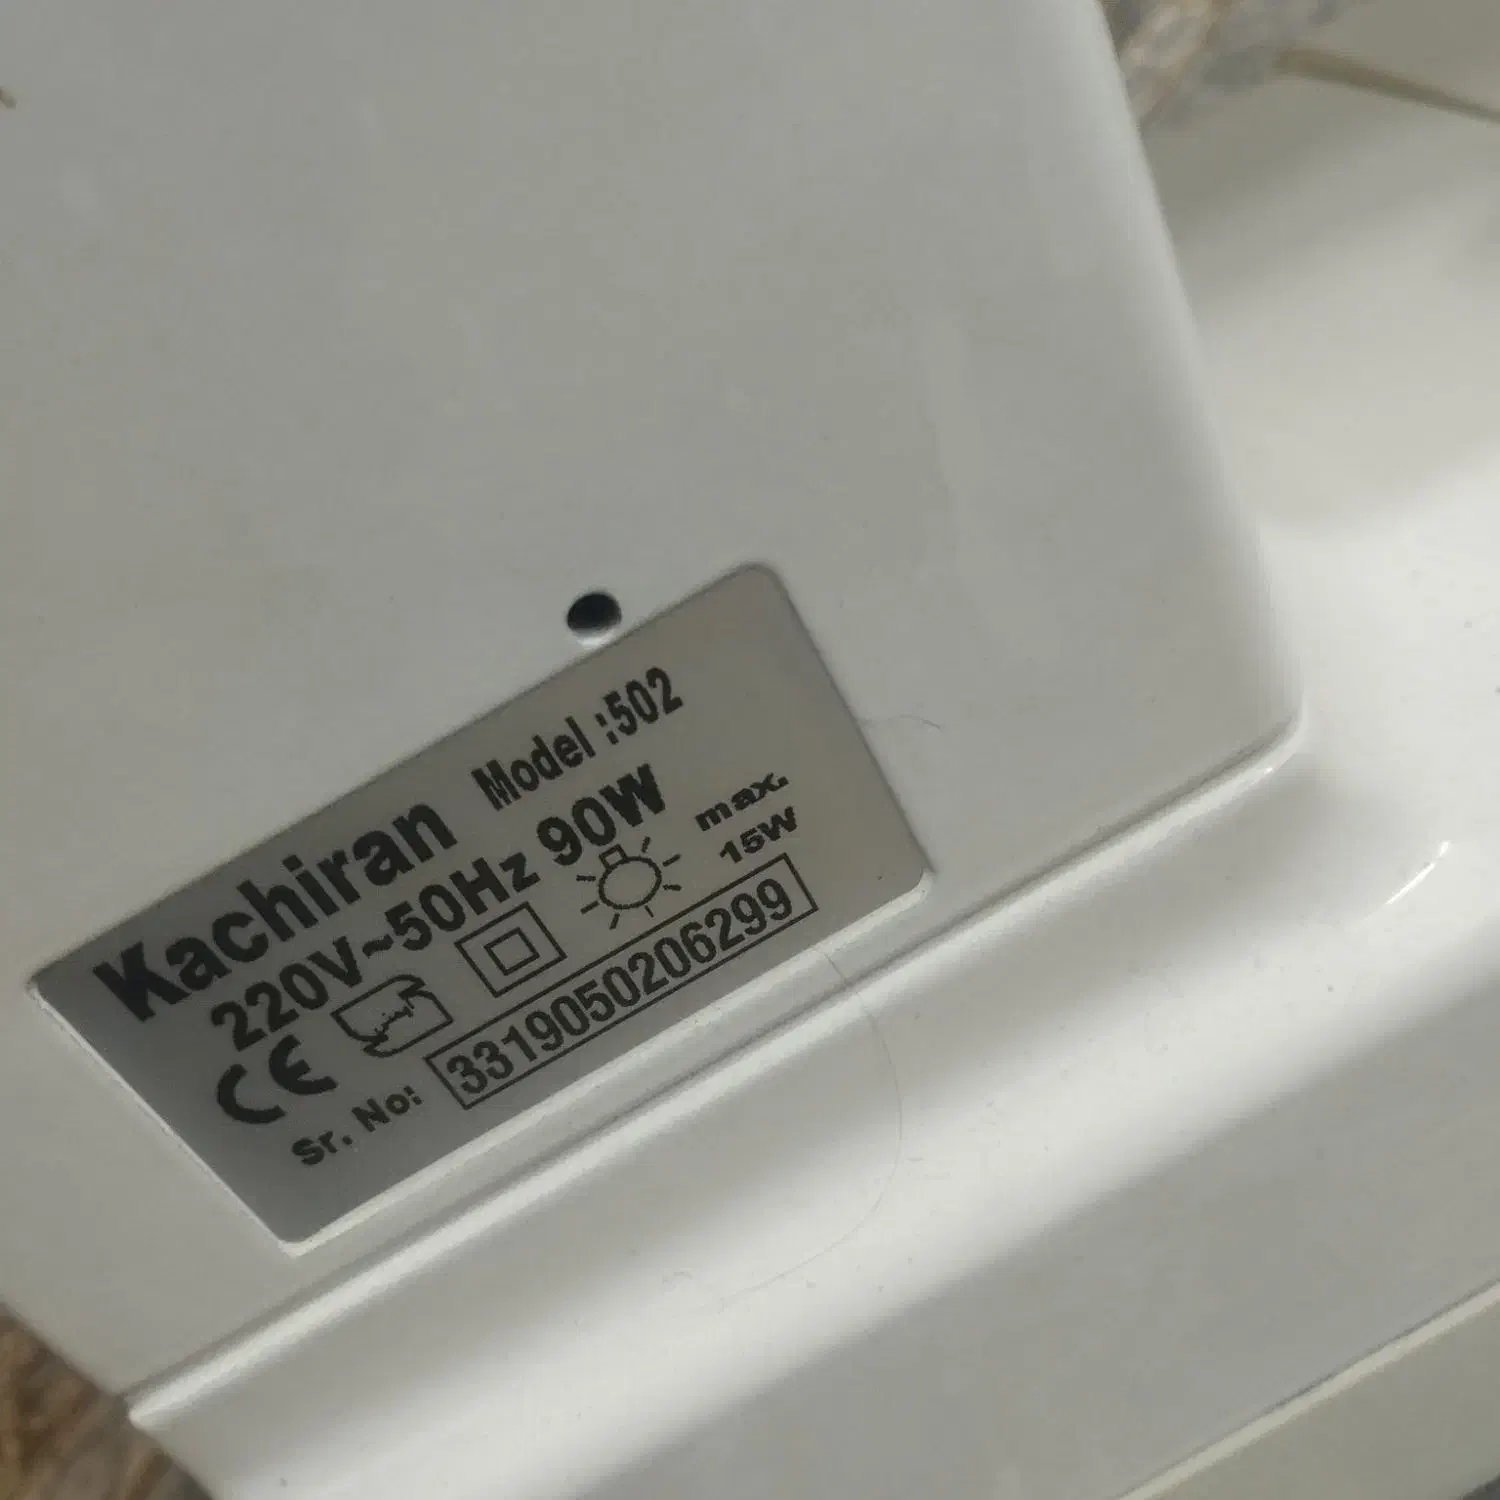 Kachiran Model :502
220V~50Hz 90W
CE max.
15W
Sr. No: 3319050206299